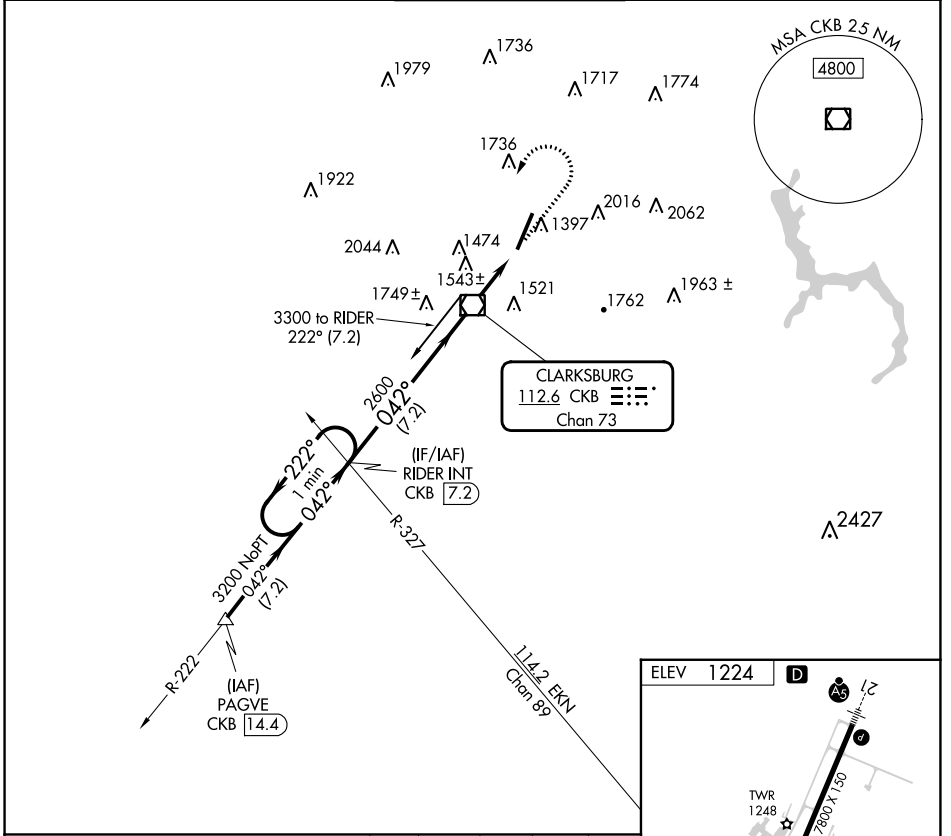 MSA CKB 25 NM
4800
1736
1979
1717
1774
1736
1922
2016
2062
1397
2044
1474
1543±
1749±
1521
1762
1963 ±
3300 to RIDER
222° (7.2)
CLARKSBURG
112.6 CKB
Chan 73
2600
042°
(7.2)
(IF/IAF)
RIDER INT
CKB 7.2
222°
1 min
042°
R-327
2427
3200 NoPT
042°
(7.2)
R-222
(IAF)
PAGVE
CKB 14.4
114.2 EKN
Chan 89
ELEV 1224 D
A5
21
P
TWR
1248
7800 X 150